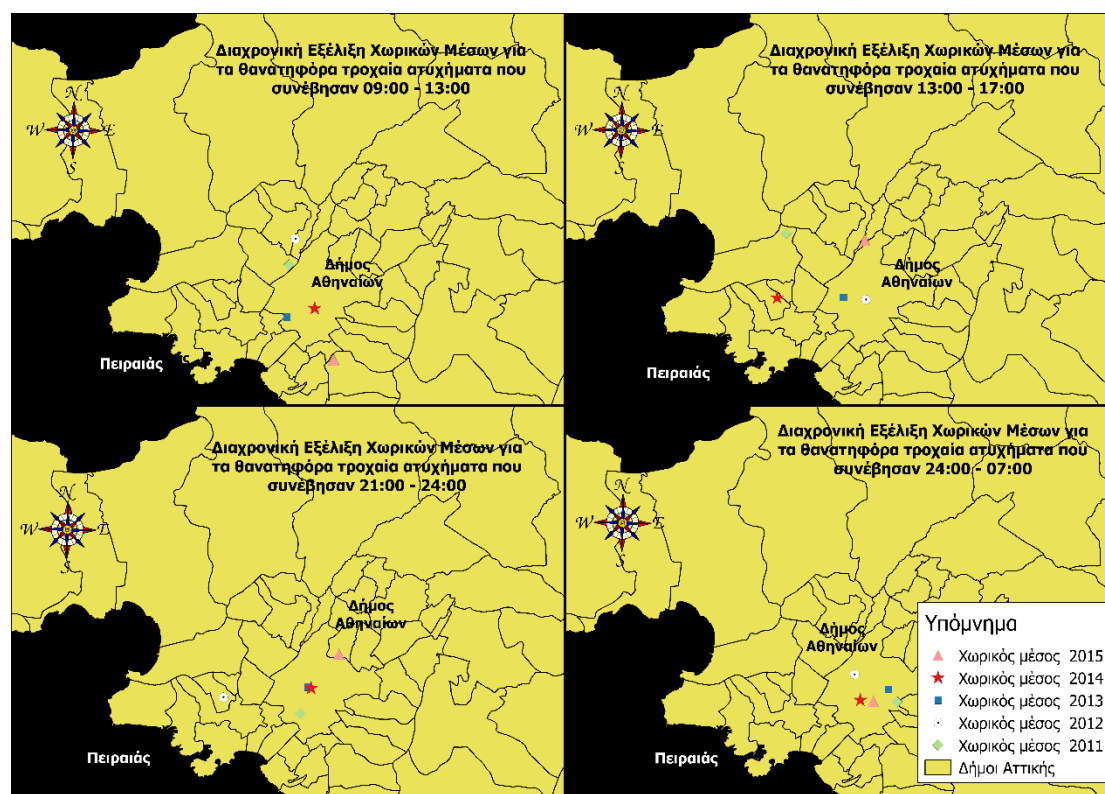 Διαχρονική Εξέλιξη Χωρικών Μέσων για
τα θανατηφόρα τροχαία ατυχήματα που
συνέβησαν 09:00 - 13:00
N
W E
S
Δήμος
Αθηναίων
Πειραιάς
Διαχρονική Εξέλιξη Χωρικών Μέσων για
τα θανατηφόρα τροχαία ατυχήματα που
συνέβησαν 13:00 - 17:00
N
W E
S
Δήμος
Αθηναίων
Πειραιάς
Διαχρονική Εξέλιξη Χωρικών Μέσων για
τα θανατηφόρα τροχαία ατυχήματα που
συνέβησαν 21:00 - 24:00
N
W E
S
Δήμος
Αθηναίων
Πειραιάς
Διαχρονική Εξέλιξη Χωρικών Μέσων για
τα θανατηφόρα τροχαία ατυχήματα που
συνέβησαν 24:00 - 07:00
N
W E
S
Δήμος
Αθηναίων
Πειραιάς
Υπόμνημα
Χωρικός μέσος 2015
Χωρικός μέσος 2014
Χωρικός μέσος 2013
Χωρικός μέσος 2012
Χωρικός μέσος 2011
Δήμοι Αττικής